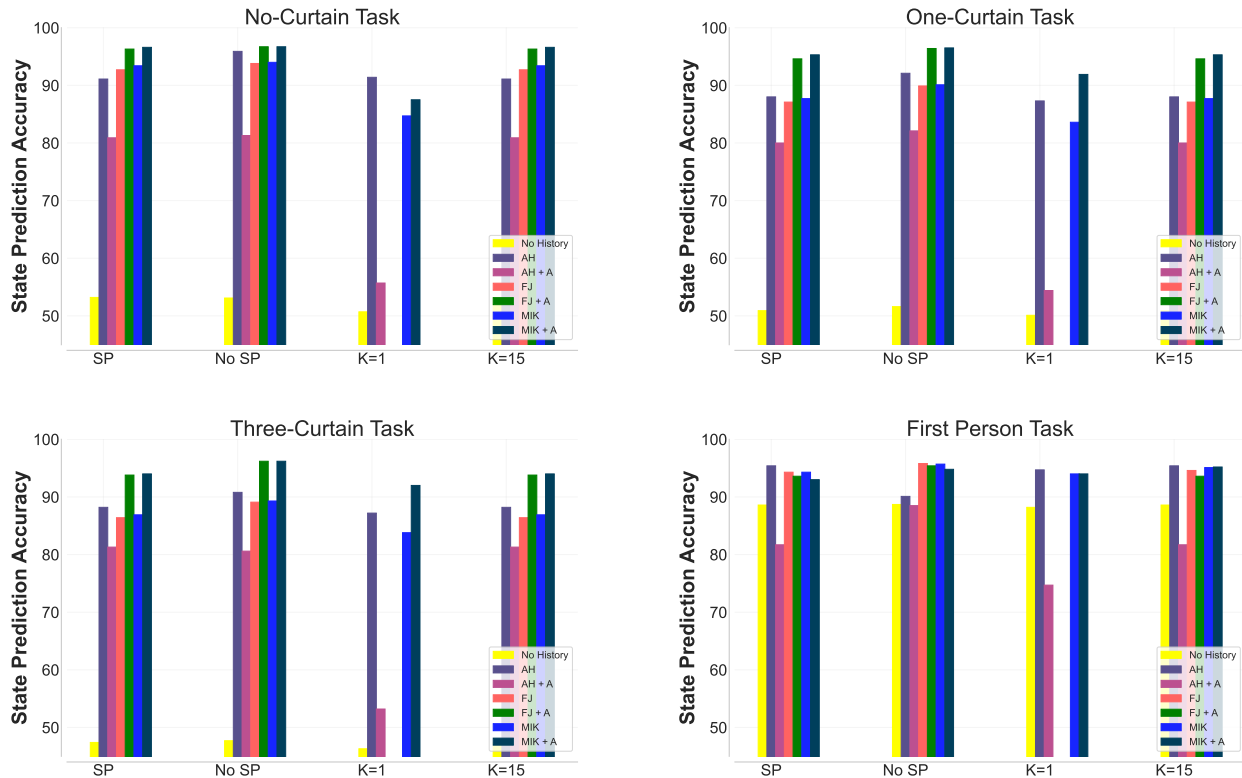 No-Curtain Task
State Prediction Accuracy
100
90
80
70
60
50
No History
AH
AH + A
FJ
FJ + A
MIK
MIK + A
SP No SP K=1 K=15
One-Curtain Task
State Prediction Accuracy
100
90
80
70
60
50
No History
AH
AH + A
FJ
FJ + A
MIK
MIK + A
SP No SP K=1 K=15
Three-Curtain Task
State Prediction Accuracy
100
90
80
70
60
50
No History
AH
AH + A
FJ
FJ + A
MIK
MIK + A
SP No SP K=1 K=15
First Person Task
State Prediction Accuracy
100
90
80
70
60
50
No History
AH
AH + A
FJ
FJ + A
MIK
MIK + A
SP No SP K=1 K=15